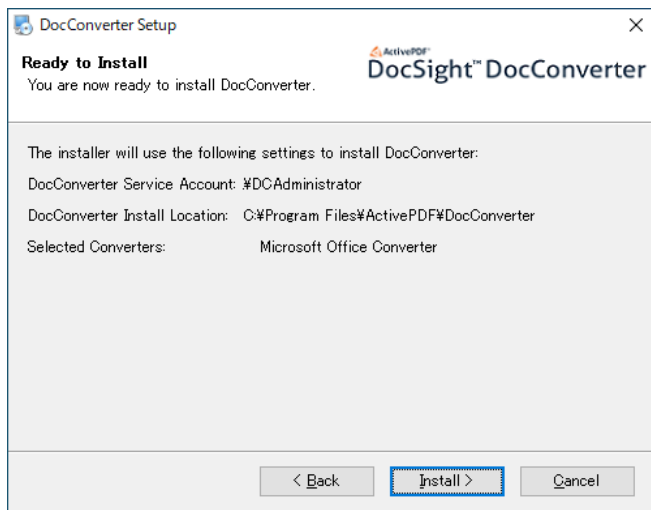 DocConverter Setup
Ready to Install
You are now ready to install DocConverter.
ActivePDF®
DocSight™ DocConverter
The installer will use the following settings to install DocConverter:
DocConverter Service Account: .¥DCAdministrator
DocConverter Install Location: C:¥Program Files¥ActivePDF¥DocConverter
Selected Converters: Microsoft Office Converter
< Back
Install >
Cancel